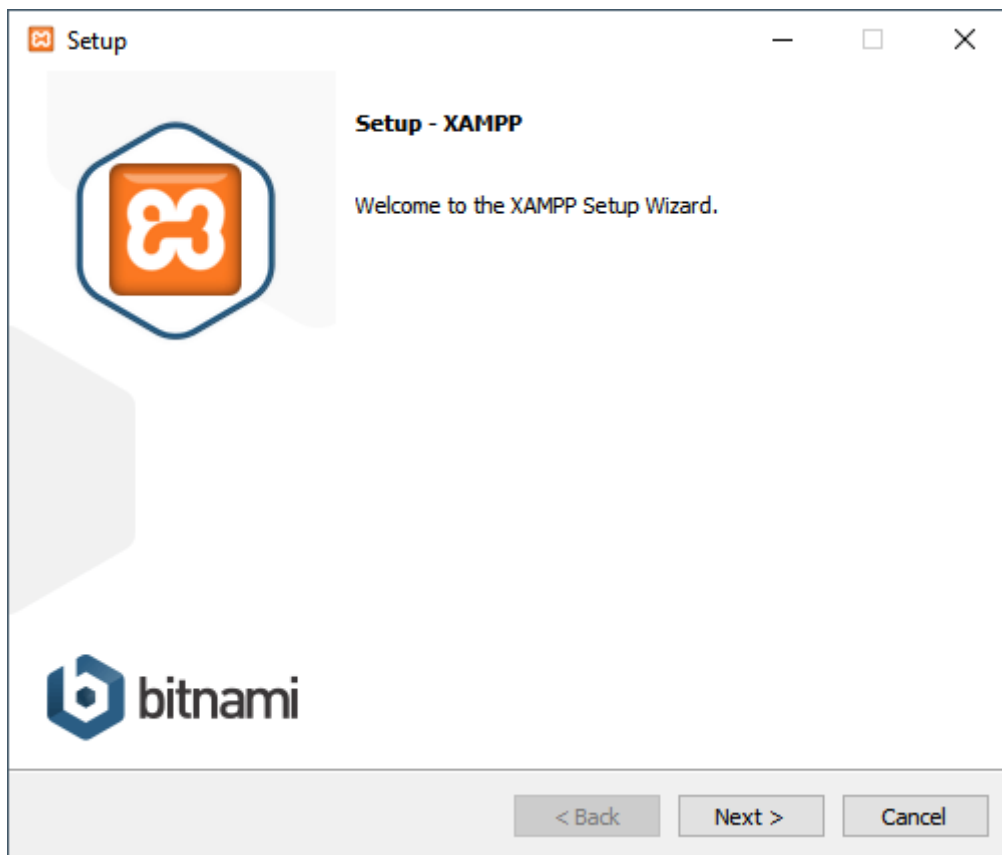 Setup
Setup - XAMPP
Welcome to the XAMPP Setup Wizard.
bitnami
< Back
Next >
Cancel